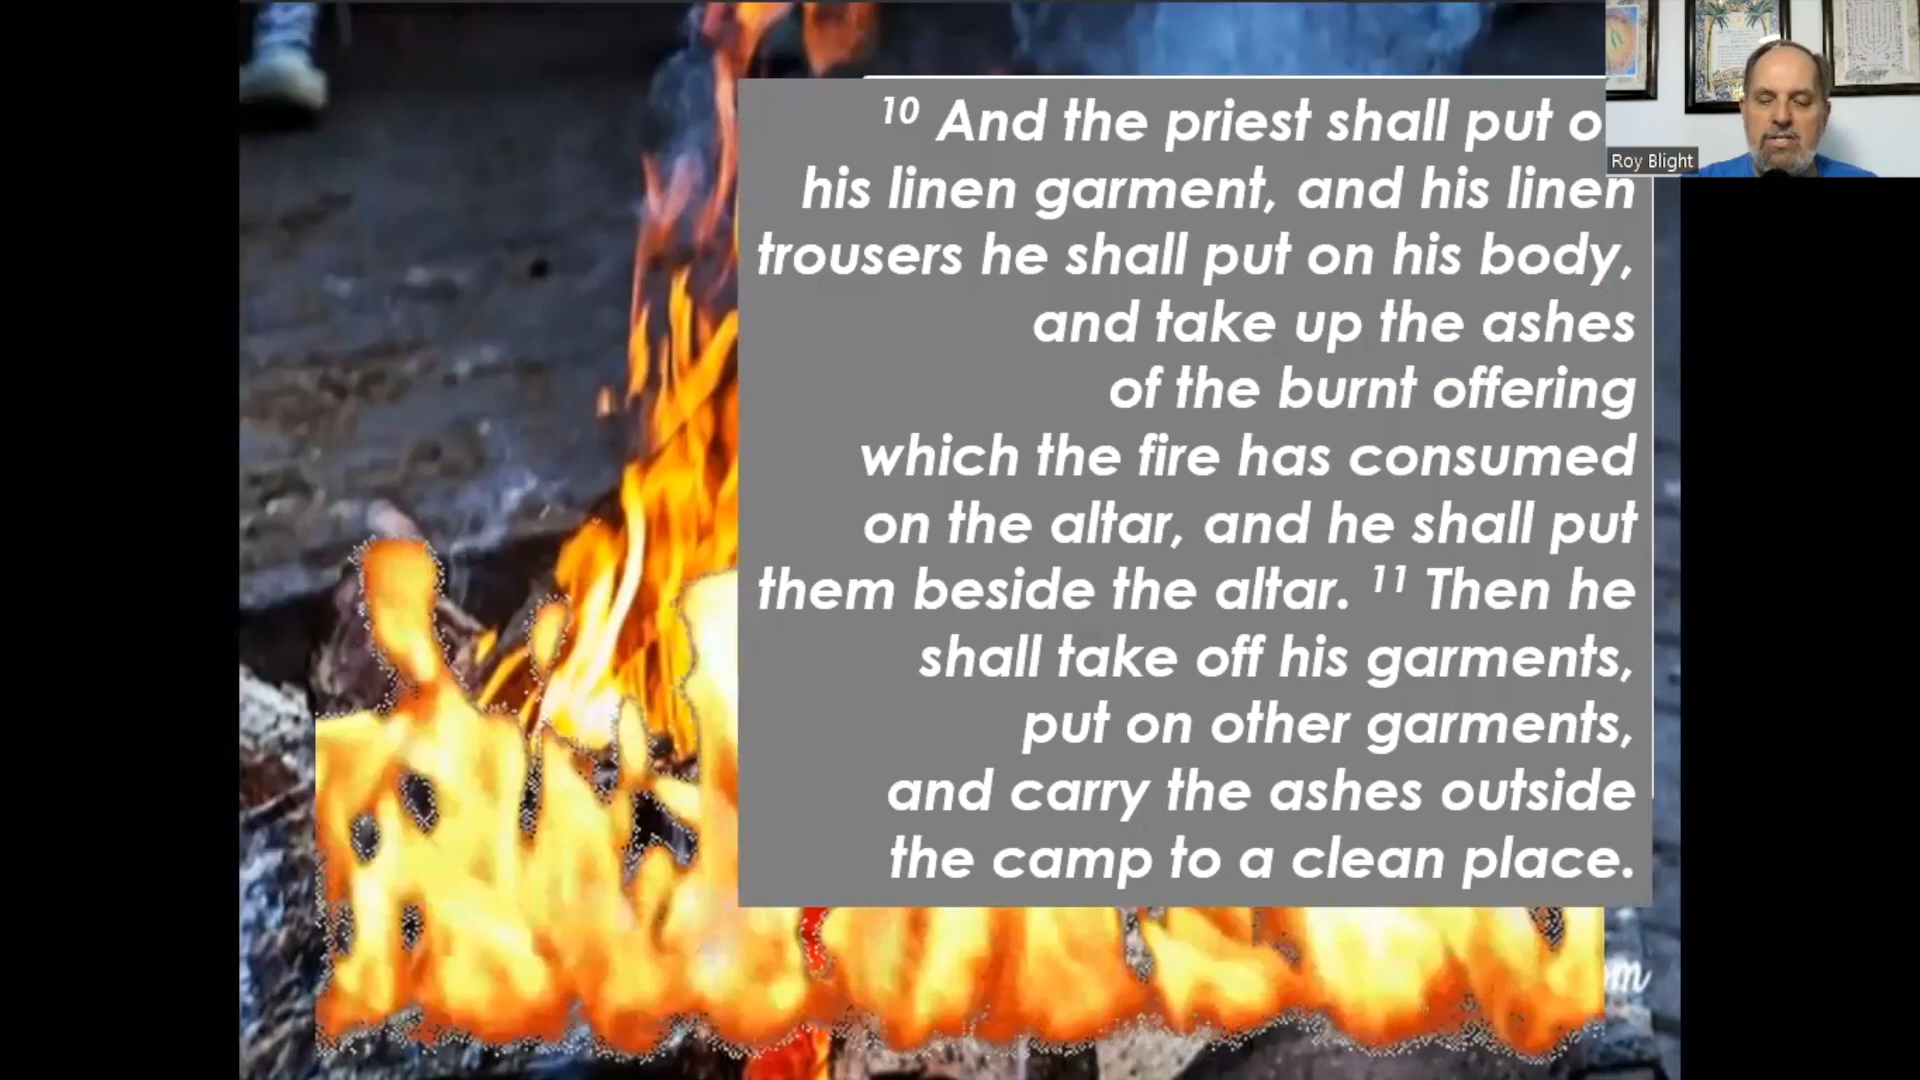 10 And the priest shall put o
his linen garment, and his linen
trousers he shall put on his body,
and take up the ashes
of the burnt offering
which the fire has consumed
on the altar, and he shall put
them beside the altar. 11 Then he
shall take off his garments,
put on other garments,
and carry the ashes outside
the camp to a clean place.
Roy Blight